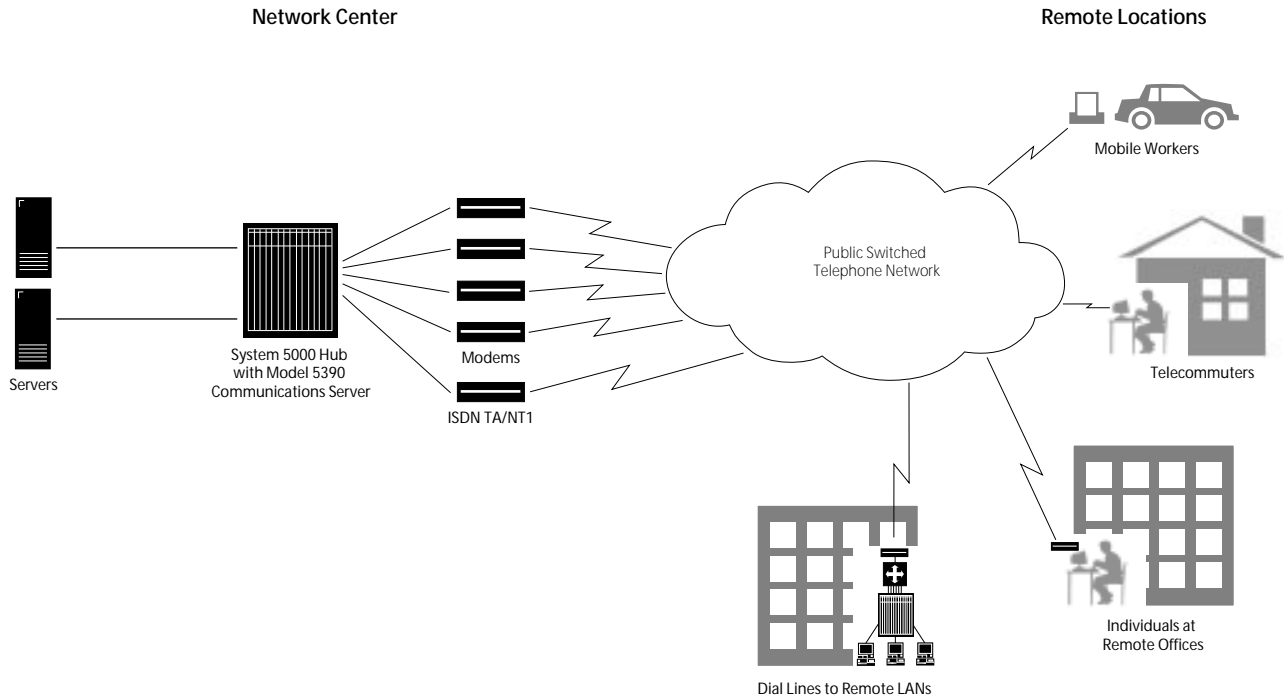 Network Center
Remote Locations
Mobile Workers
Public Switched
Telephone Network
Servers
System 5000 Hub
with Model 5390
Communications Server
Modems
ISDN TA/NT1
Telecommuters
Individuals at
Remote Offices
Dial Lines to Remote LANs